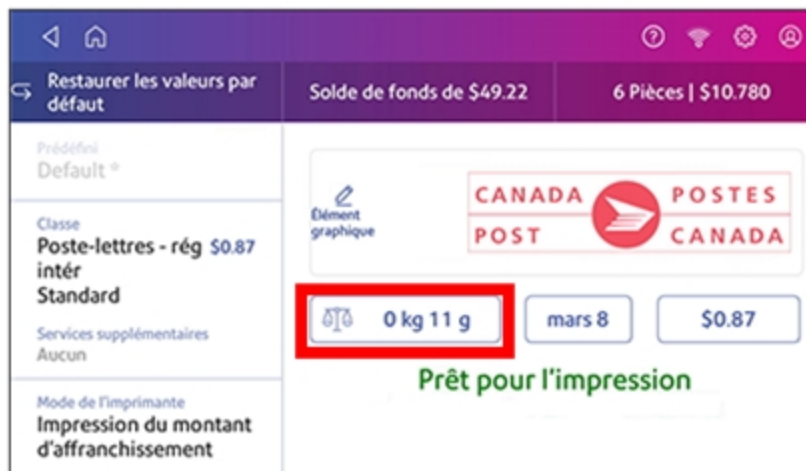 Restaurer les valeurs par
défaut
Solde de fonds de $49.22
6 Pièces | $10.780
Prédéfini
Default *
Classe
Poste-lettres - rég $0.87
intér
Standard
Services supplémentaires
Aucun
Mode de l'imprimante
Impression du montant
d'affranchissement
Élément
graphique
CANADA POSTES
POST CANADA
0 kg 11 g
mars 8
$0.87
Prêt pour l'impression